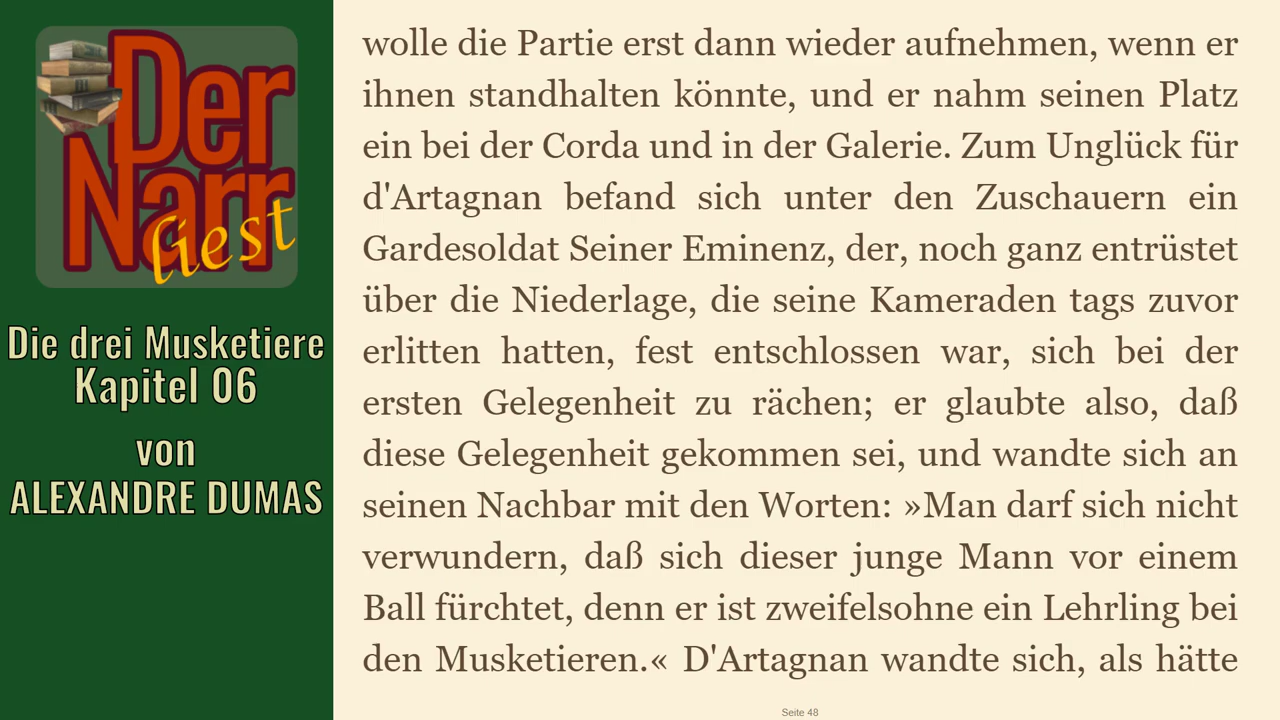 Der
Narr
liest
Die drei Musketiere
Kapitel 06
von
ALEXANDRE DUMAS
wolle die Partie erst dann wieder aufnehmen, wenn er
ihnen standhalten könnte, und er nahm seinen Platz
ein bei der Corda und in der Galerie. Zum Unglück für
d'Artagnan befand sich unter den Zuschauern ein
Gardesoldat Seiner Eminenz, der, noch ganz entrüstet
über die Niederlage, die seine Kameraden tags zuvor
erlitten hatten, fest entschlossen war, sich bei der
ersten Gelegenheit zu rächen; er glaubte also, daß
diese Gelegenheit gekommen sei, und wandte sich an
seinen Nachbar mit den Worten: »Man darf sich nicht
verwundern, daß sich dieser junge Mann vor einem
Ball fürchtet, denn er ist zweifelsohne ein Lehrling bei
den Musketieren.« D'Artagnan wandte sich, als hätte
Seite 48